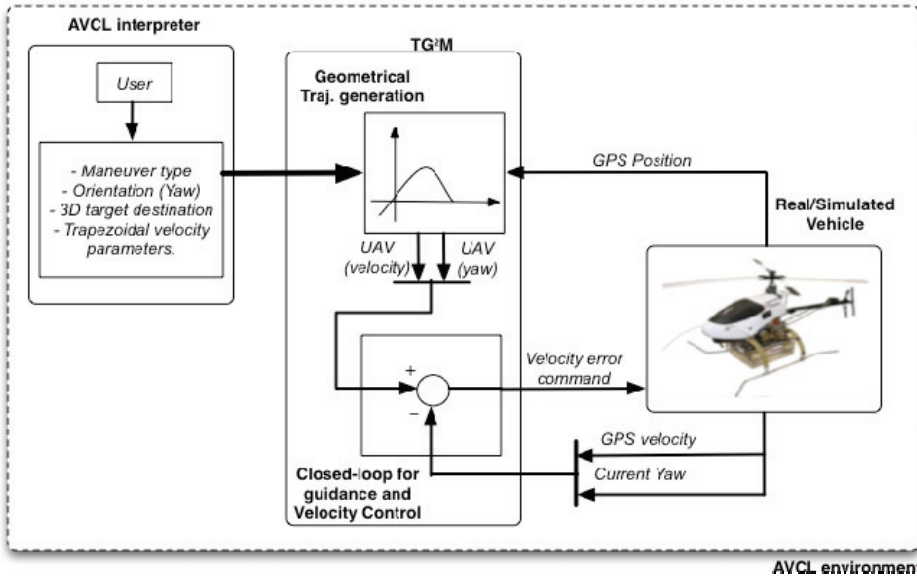 AVCL interpreter
User
- Maneuver type
- Orientation (Yaw)
- 3D target destination
- Trapezoidal velocity
parameters.
TG²M
Geometrical
Traj. generation
UAV
(velocity)
UAV
(yaw)
+
−
Closed-loop for
guidance and
Velocity Control
GPS Position
Real/Simulated
Vehicle
Velocity error
command
GPS velocity
Current Yaw
AVCL environmen